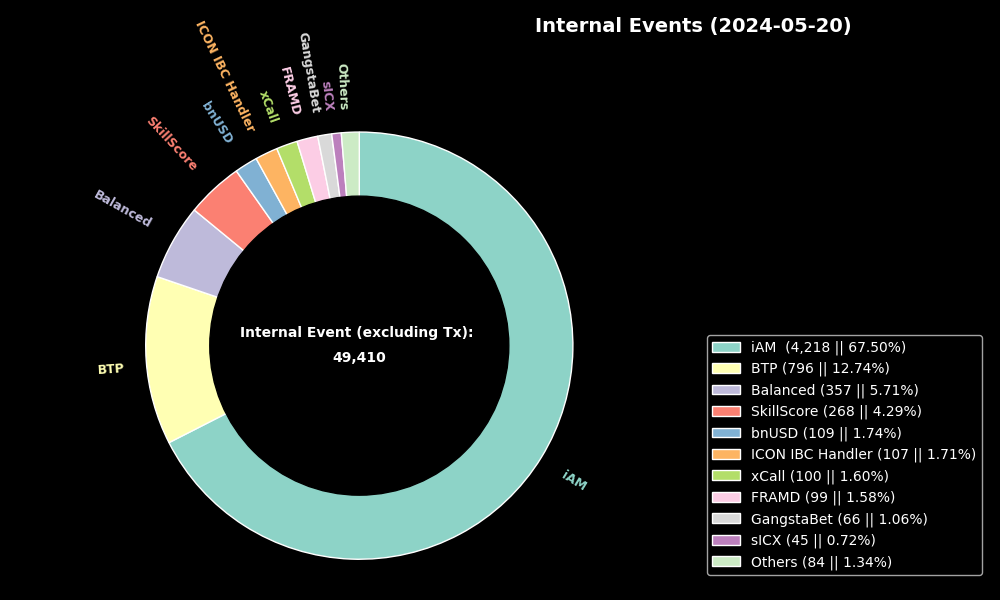 Internal Events (2024-05-20)
ICON IBC Handler
GangstaBet
Others
FRAMD
sICX
xCall
bnUSD
SkillScore
Balanced
BTP
iAM
Internal Event (excluding Tx):
49,410
iAM  (4,218 || 67.50%)
BTP (796 || 12.74%)
Balanced (357 || 5.71%)
SkillScore (268 || 4.29%)
bnUSD (109 || 1.74%)
ICON IBC Handler (107 || 1.71%)
xCall (100 || 1.60%)
FRAMD (99 || 1.58%)
GangstaBet (66 || 1.06%)
sICX (45 || 0.72%)
Others (84 || 1.34%)